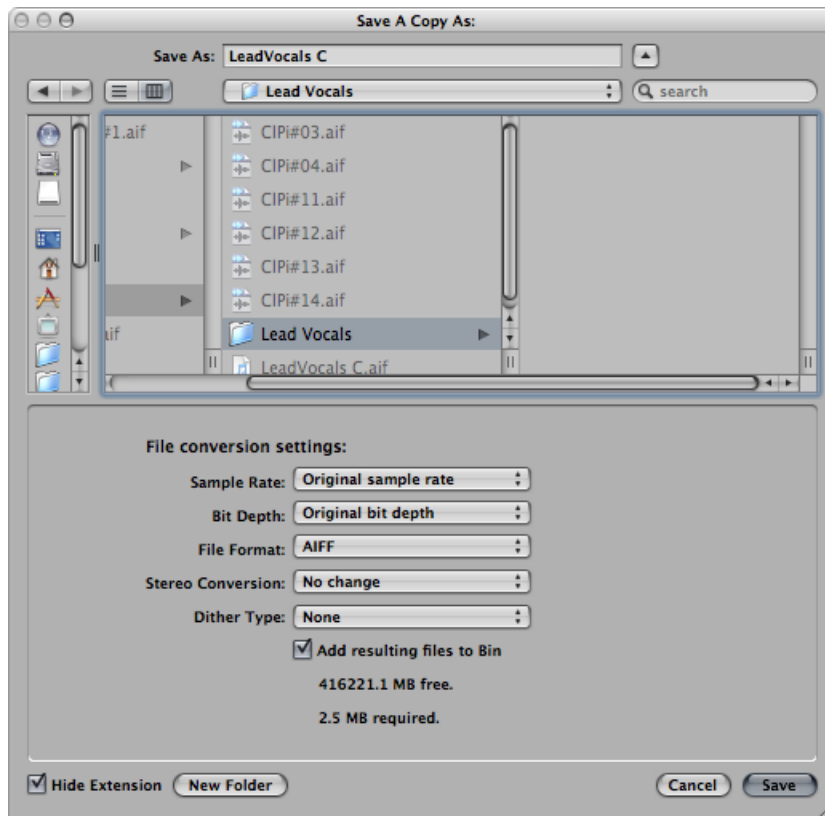 Save A Copy As:
Save As: LeadVocals C
Lead Vocals
search
#1.aif
CIPi#03.aif
CIPi#04.aif
CIPi#11.aif
CIPi#12.aif
CIPi#13.aif
CIPi#14.aif
aif
Lead Vocals
LeadVocals C.aif
File conversion settings:
Sample Rate: Original sample rate
Bit Depth: Original bit depth
File Format: AIFF
Stereo Conversion: No change
Dither Type: None
Add resulting files to Bin
416221.1 MB free.
2.5 MB required.
Hide Extension
New Folder
Cancel
Save